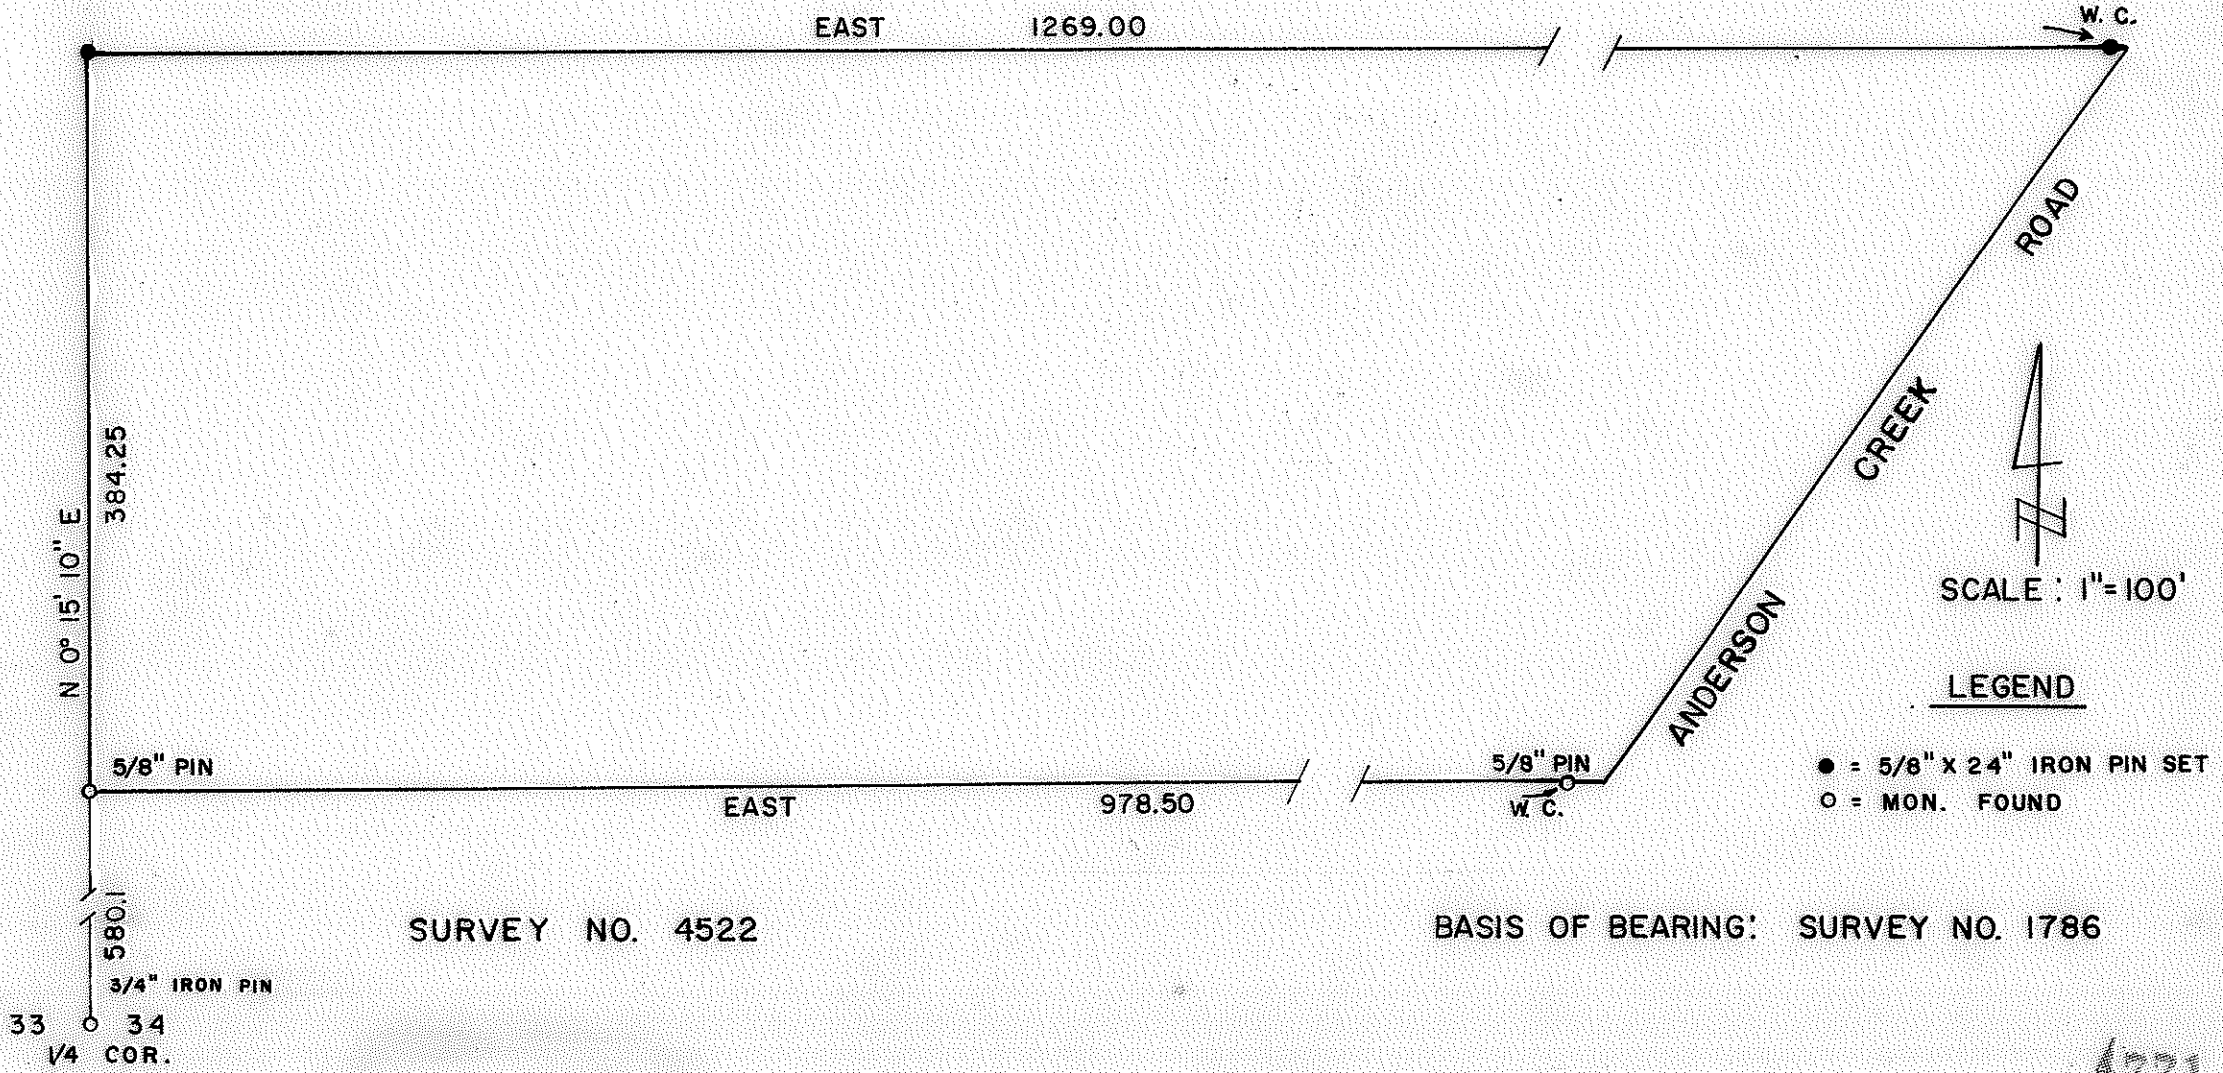 EAST 1269.00
W. C.
ROAD
CREEK
ANDERSON
384.25
N 0° 15' 10" E
SCALE : 1"=100'
LEGEND
● = 5/8" X 24" IRON PIN SET
○ = MON. FOUND
5/8" PIN
5/8" PIN
W. C.
EAST 978.50
580.11
SURVEY NO. 4522
BASIS OF BEARING: SURVEY NO. 1786
3/4" IRON PIN
33 34
1/4 COR.